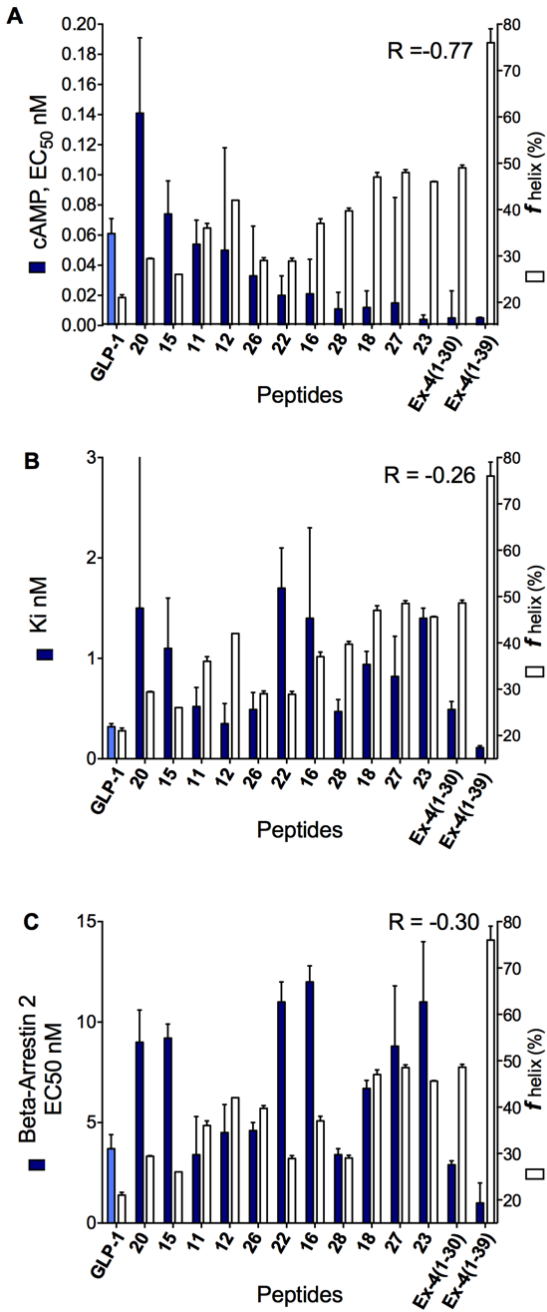 A
R =-0.77
cAMP, EC50 nM
0.20
0.18
0.16
0.14
0.12
0.10
0.08
0.06
0.04
0.02
0.00
80
70
60
50
40
30
20
f helix (%)
GLP-1 20 15 11 12 26 22 16 28 18 27 23 Ex-4(1-30) Ex-4(1-39)
Peptides
B
R = -0.26
Ki nM
3
2
1
0
80
70
60
50
40
30
20
f helix (%)
GLP-1 20 15 11 12 26 22 16 28 18 27 23 Ex-4(1-30) Ex-4(1-39)
Peptides
C
R = -0.30
Beta-Arrestin 2
EC50 nM
15
10
5
0
80
70
60
50
40
30
20
f helix (%)
GLP-1 20 15 11 12 26 22 16 28 18 27 23 Ex-4(1-30) Ex-4(1-39)
Peptides